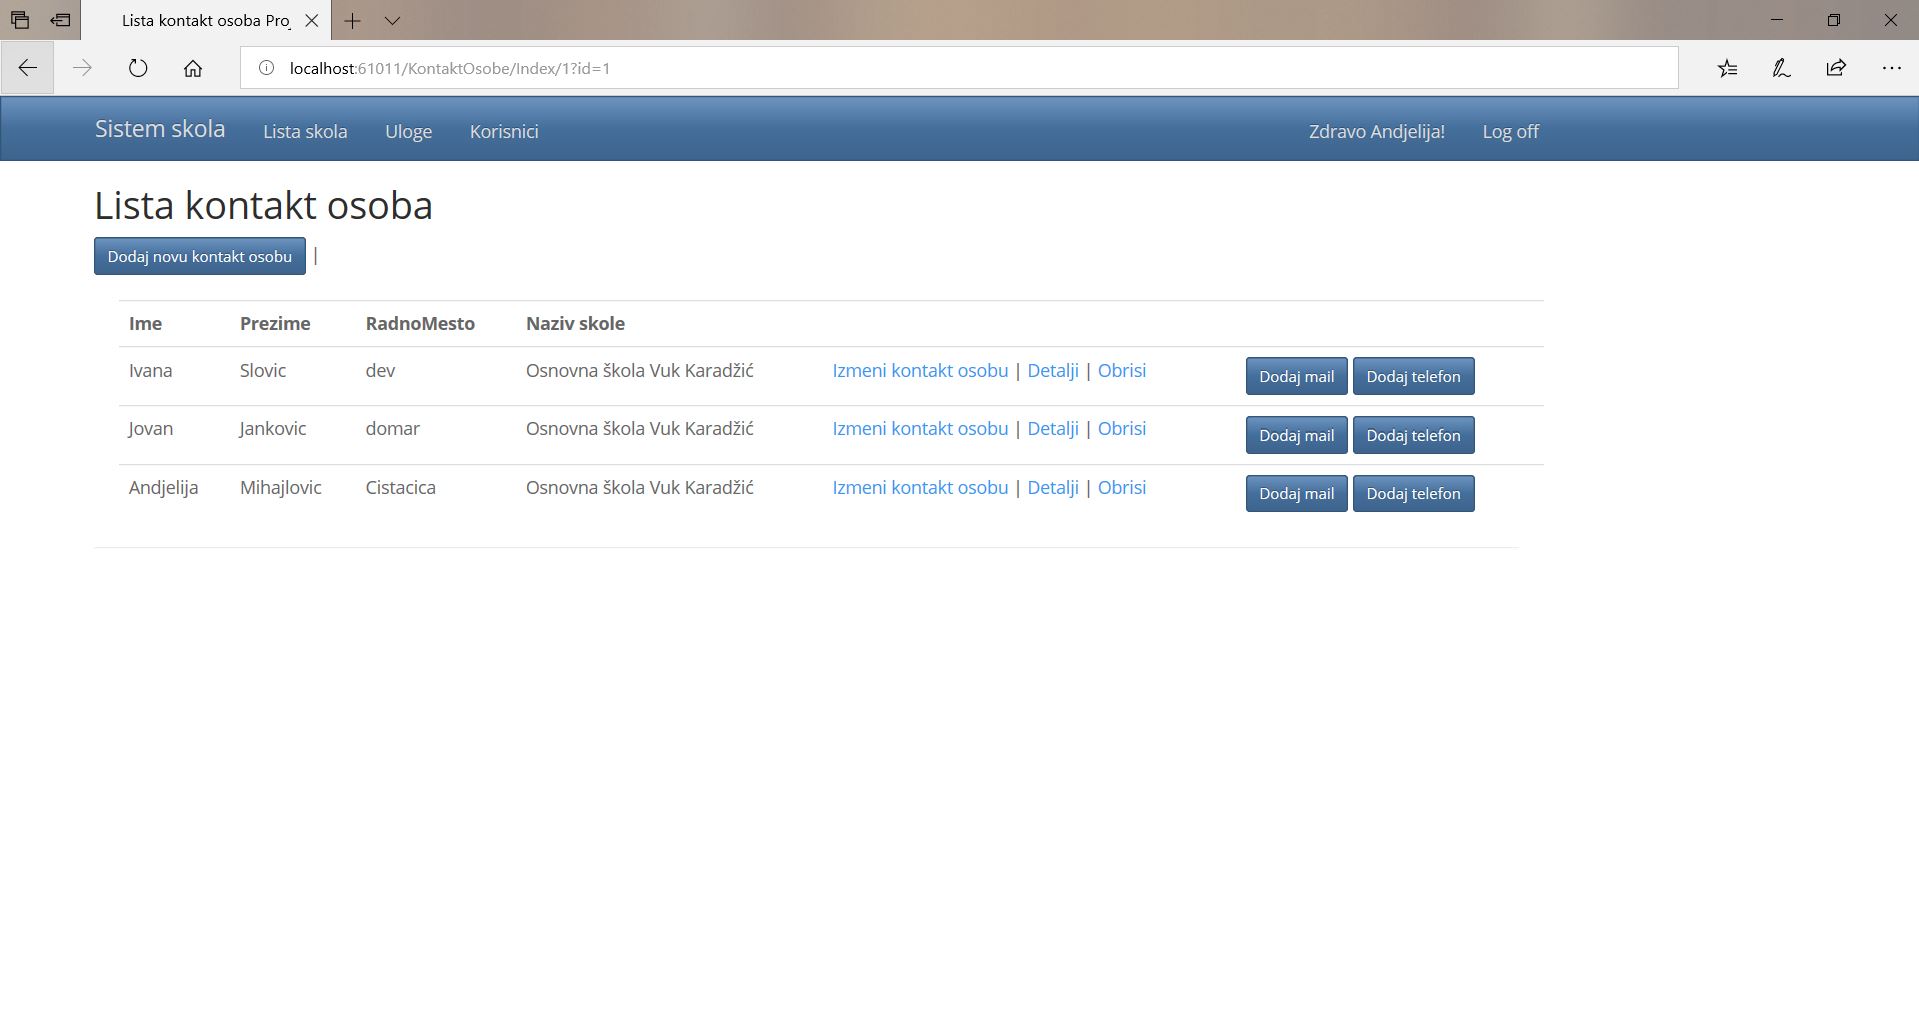 Lista kontakt osoba Pro
localhost:61011/KontaktOsobe/Index/1?id=1
Sistem skola Lista skola Uloge Korisnici Zdravo Andjelija! Log off
Lista kontakt osoba
Dodaj novu kontakt osobu |
Ime Prezime RadnoMesto Naziv skole
Ivana Slovic dev Osnovna škola Vuk Karadžić Izmeni kontakt osobu | Detalji | Obrisi Dodaj mail Dodaj telefon
Jovan Jankovic domar Osnovna škola Vuk Karadžić Izmeni kontakt osobu | Detalji | Obrisi Dodaj mail Dodaj telefon
Andjelija Mihajlovic Cistacica Osnovna škola Vuk Karadžić Izmeni kontakt osobu | Detalji | Obrisi Dodaj mail Dodaj telefon